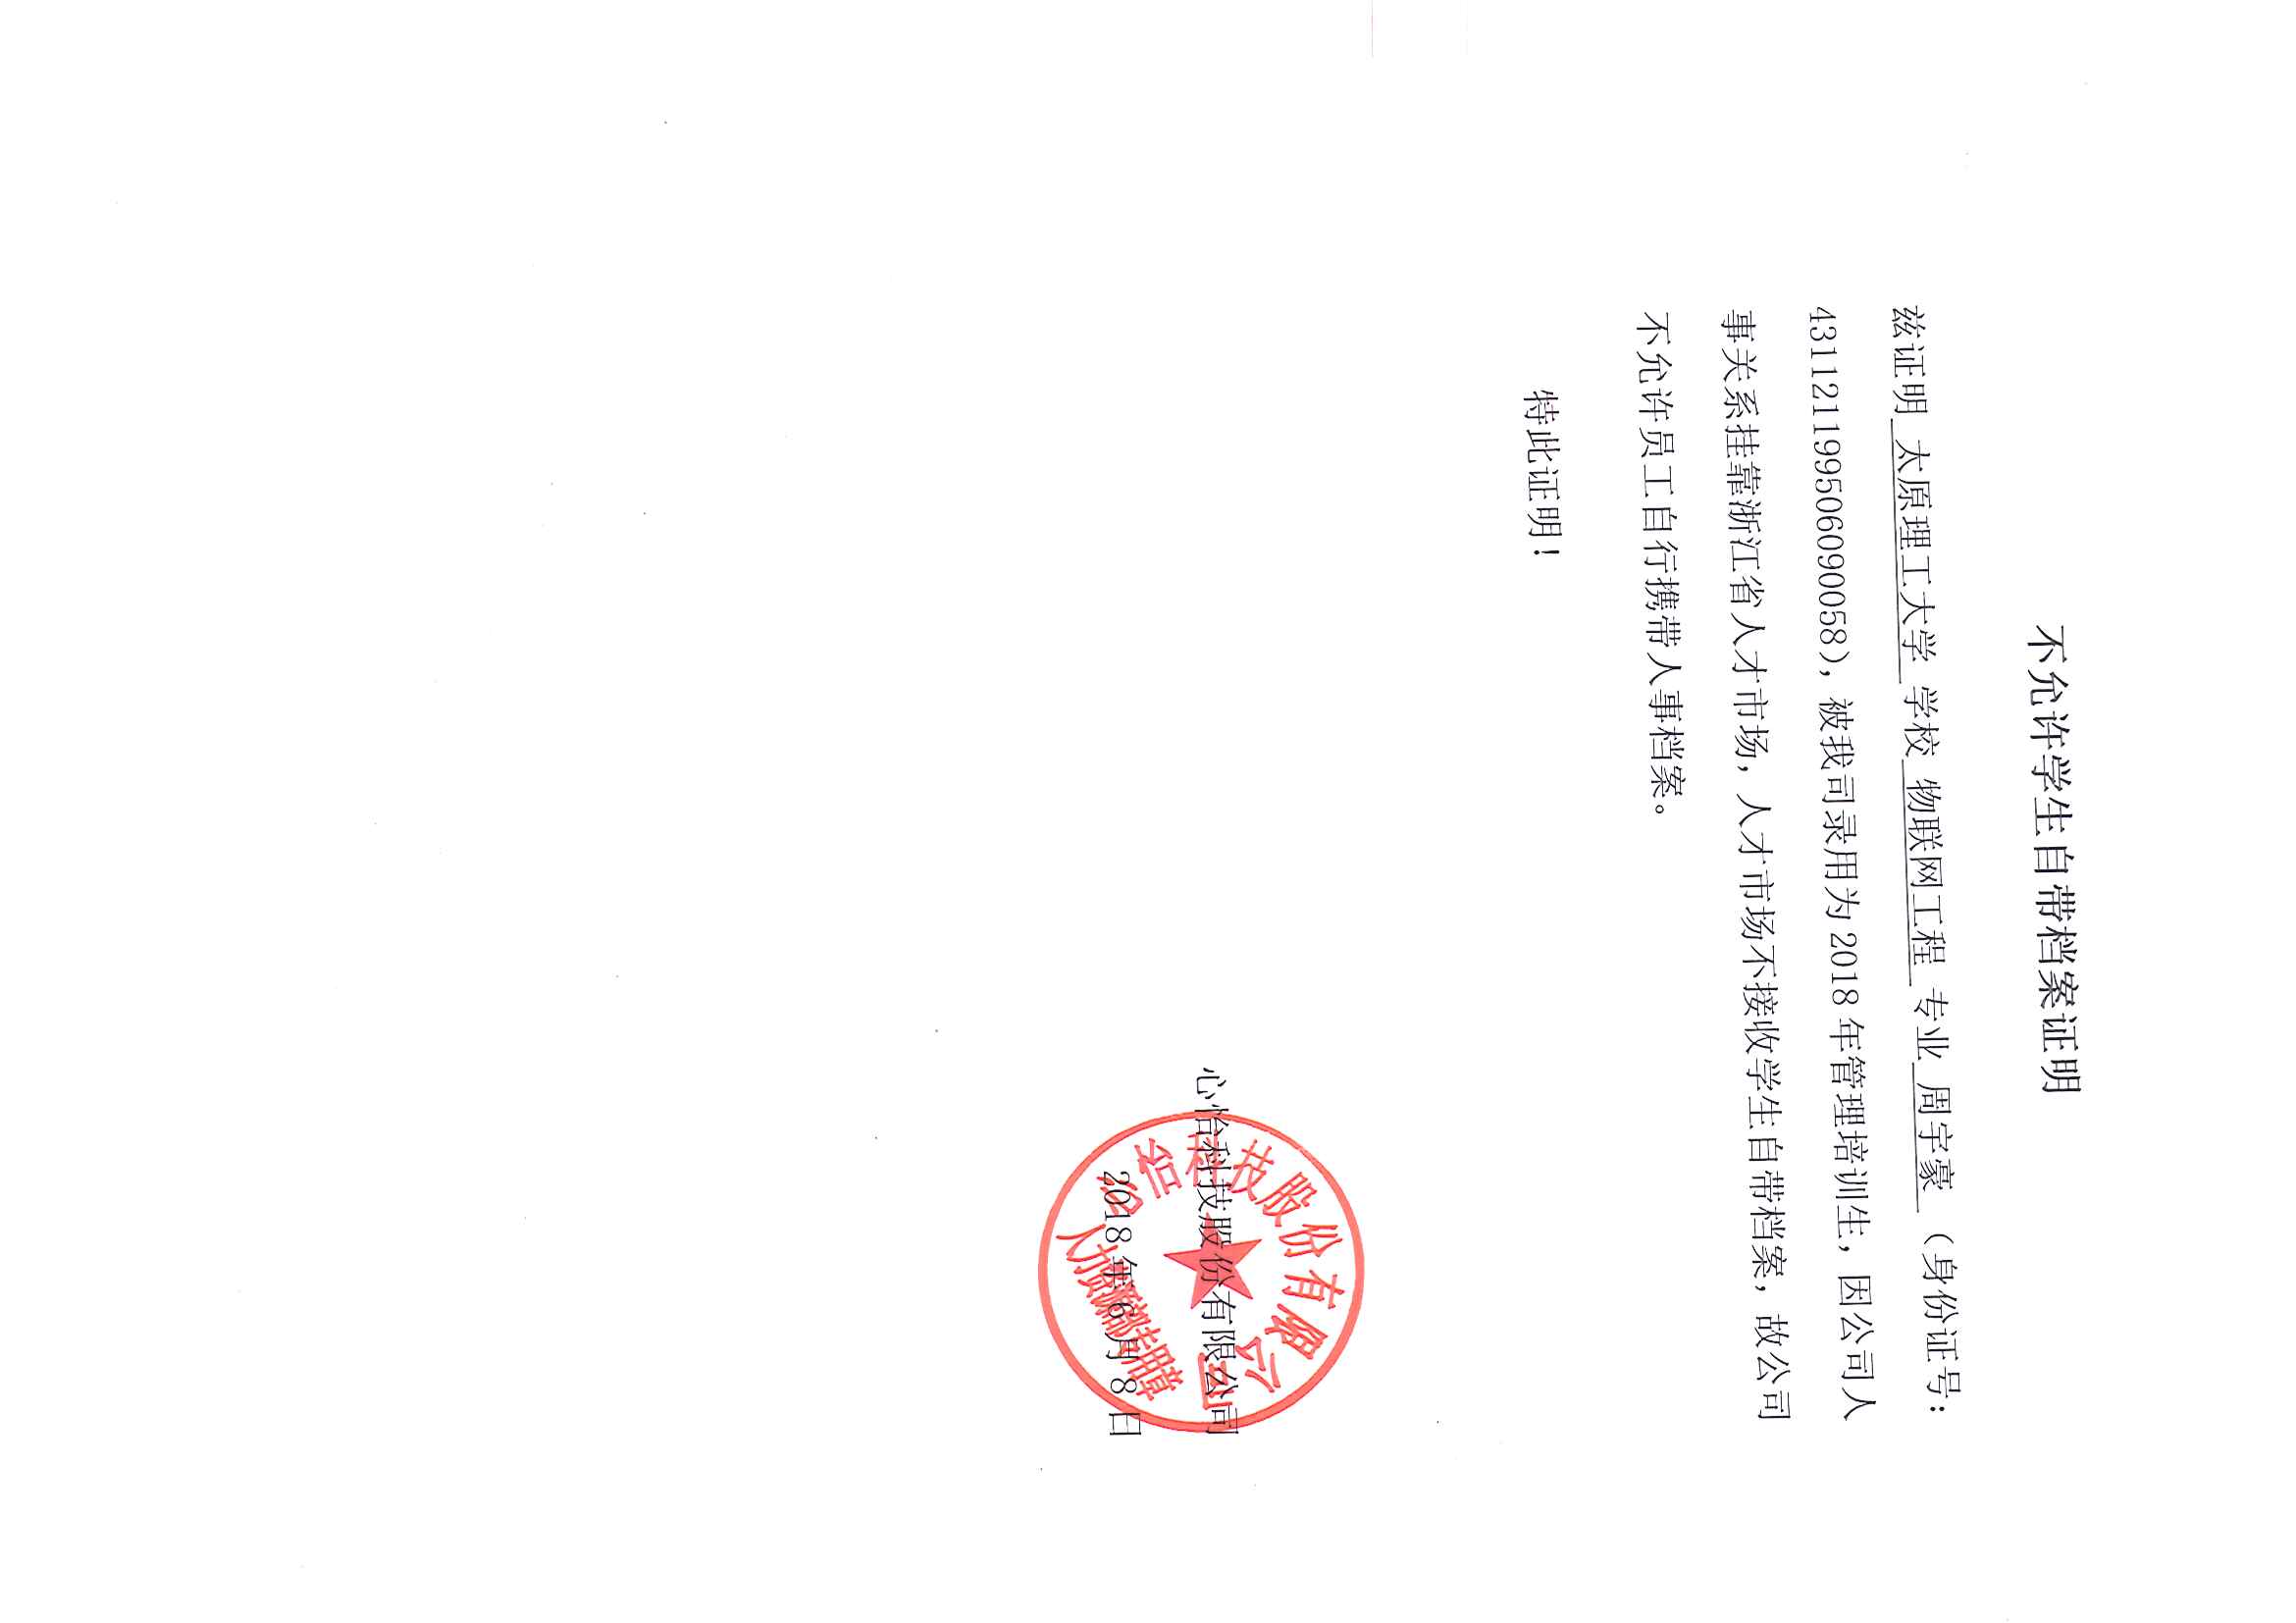 不允许学生自带档案证明
兹证明 太原理工大学 学校 物联网工程 专业 周宇豪 （身份证号：
431121199506090058），被我司录用为 2018 年管理培训生，因公司人
事关系挂靠浙江省人才市场，人才市场不接收学生自带档案，故公司
不允许员工自行携带人事档案。
特此证明！
心怡科技股份有限公司
2018 年 6 月 8 日
心怡科技股份有限公司
人力资源部专用章